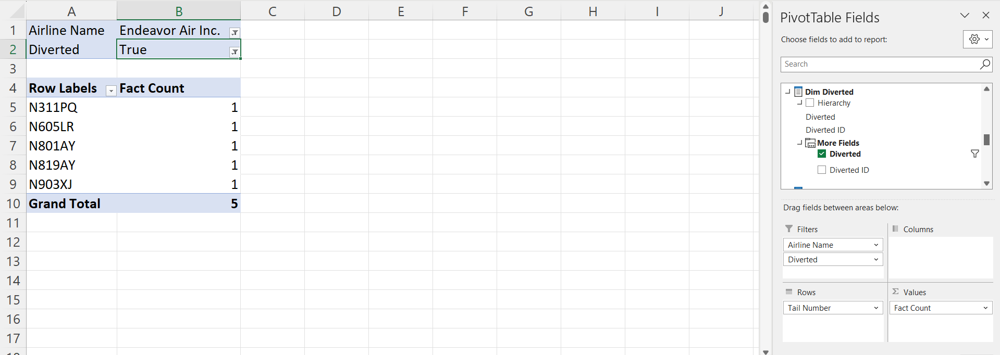 A B C D E F G H I J
1 Airline Name Endeavor Air Inc.
2 Diverted True
3
4 Row Labels Fact Count
5 N311PQ 1
6 N605LR 1
7 N801AY 1
8 N819AY 1
9 N903XJ 1
10 Grand Total 5
11
12
13
14
15
16
17
PivotTable Fields
Choose fields to add to report:
Search
Dim Diverted
Hierarchy
Diverted
Diverted ID
More Fields
Diverted
Diverted ID
Drag fields between areas below:
Filters
Airline Name
Diverted
Columns
Rows
Tail Number
Σ Values
Fact Count